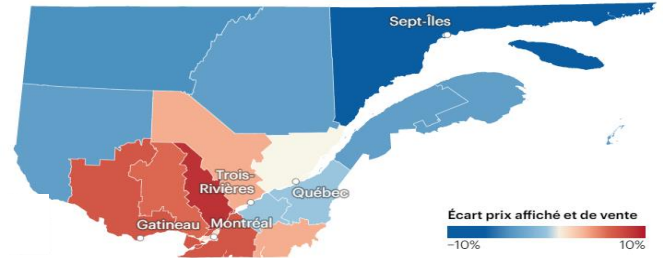 Sept-Îles
Trois-
Rivières
Québec
Gatineau
Montréal
Écart prix affiché et de vente
-10%
10%